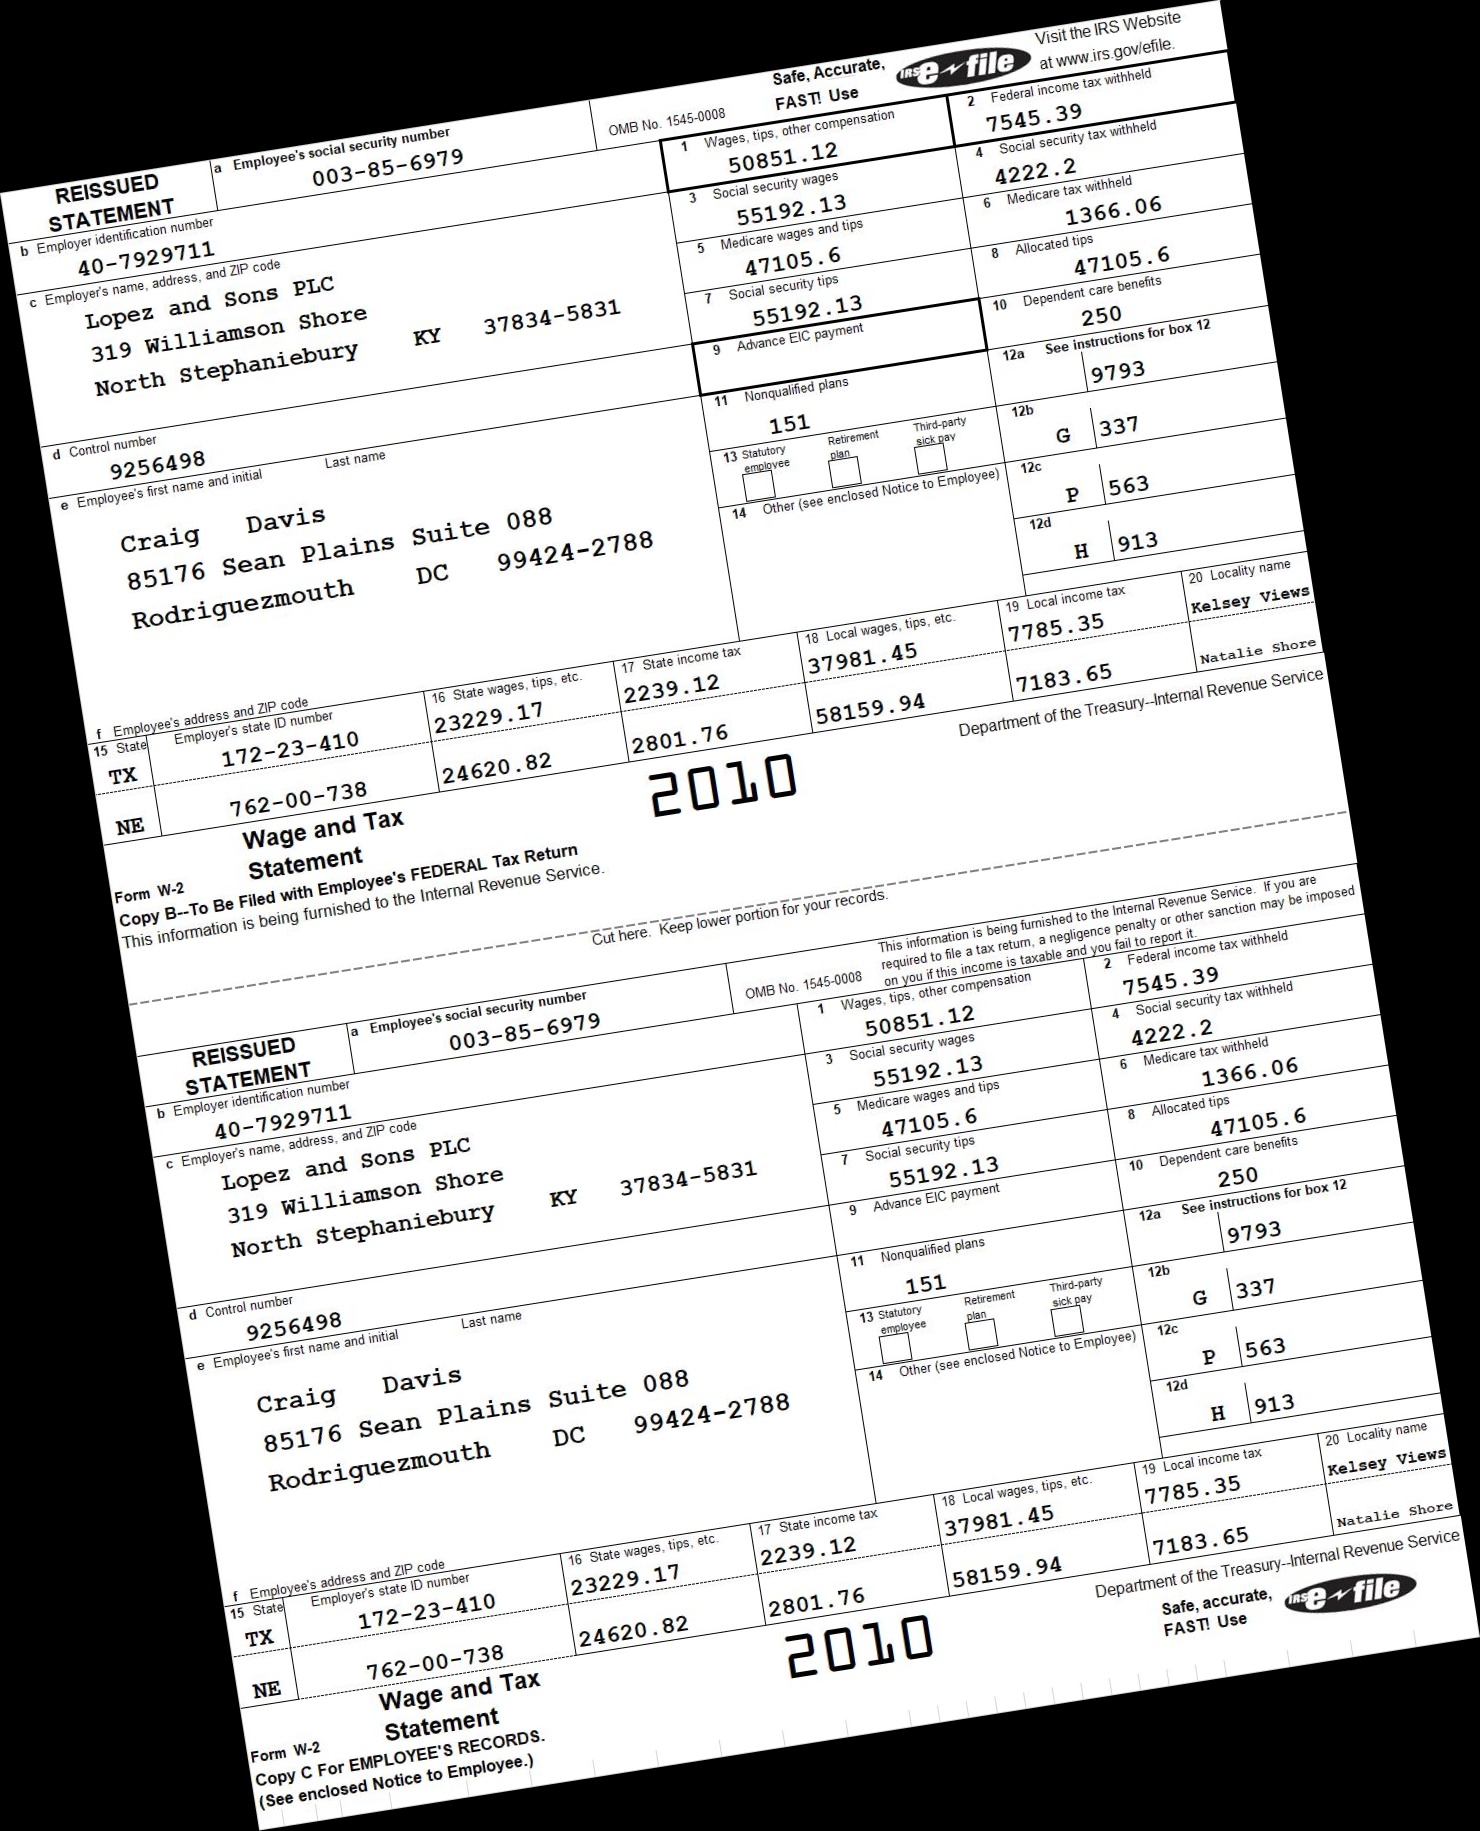 Safe, Accurate,
FAST! Use
IRS e-file
Visit the IRS Website
at www.irs.gov/efile.
REISSUED
STATEMENT
a Employee's social security number
003-85-6979
OMB No. 1545-0008
1 Wages, tips, other compensation
50851.12
2 Federal income tax withheld
7545.39
3 Social security wages
55192.13
4 Social security tax withheld
4222.2
5 Medicare wages and tips
47105.6
6 Medicare tax withheld
1366.06
7 Social security tips
55192.13
8 Allocated tips
47105.6
9 Advance EIC payment
10 Dependent care benefits
250
b Employer identification number
40-7929711
c Employer's name, address, and ZIP code
Lopez and Sons PLC
319 Williamson Shore
North Stephaniebury KY 37834-5831
d Control number
9256498
11 Nonqualified plans
151
12a See instructions for box 12
9793
12b
G 337
12c
P 563
12d
H 913
13 Statutory employee
Retirement plan
Third-party sick pay
14 Other (see enclosed Notice to Employee)
e Employee's first name and initial Last name
Craig Davis
85176 Sean Plains Suite 088
Rodriguezmouth DC 99424-2788
f Employee's address and ZIP code
15 State Employer's state ID number
16 State wages, tips, etc.
17 State income tax
18 Local wages, tips, etc.
19 Local income tax
20 Locality name
TX 172-23-410 23229.17 2239.12 37981.45 7785.35 Kelsey Views
NE 762-00-738 24620.82 2801.76 58159.94 7183.65 Natalie Shore
Form W-2
Wage and Tax
Statement
2010
Department of the Treasury--Internal Revenue Service
Copy B--To Be Filed with Employee's FEDERAL Tax Return
This information is being furnished to the Internal Revenue Service.
Cut here. Keep lower portion for your records.
This information is being furnished to the Internal Revenue Service. If you are
required to file a tax return, a negligence penalty or other sanction may be imposed
on you if this income is taxable and you fail to report it.
REISSUED
STATEMENT
a Employee's social security number
003-85-6979
OMB No. 1545-0008
1 Wages, tips, other compensation
50851.12
2 Federal income tax withheld
7545.39
3 Social security wages
55192.13
4 Social security tax withheld
4222.2
5 Medicare wages and tips
47105.6
6 Medicare tax withheld
1366.06
7 Social security tips
55192.13
8 Allocated tips
47105.6
9 Advance EIC payment
10 Dependent care benefits
250
b Employer identification number
40-7929711
c Employer's name, address, and ZIP code
Lopez and Sons PLC
319 Williamson Shore
North Stephaniebury KY 37834-5831
d Control number
9256498
11 Nonqualified plans
151
12a See instructions for box 12
9793
12b
G 337
12c
P 563
12d
H 913
13 Statutory employee
Retirement plan
Third-party sick pay
14 Other (see enclosed Notice to Employee)
e Employee's first name and initial Last name
Craig Davis
85176 Sean Plains Suite 088
Rodriguezmouth DC 99424-2788
f Employee's address and ZIP code
15 State Employer's state ID number
16 State wages, tips, etc.
17 State income tax
18 Local wages, tips, etc.
19 Local income tax
20 Locality name
TX 172-23-410 23229.17 2239.12 37981.45 7785.35 Kelsey Views
NE 762-00-738 24620.82 2801.76 58159.94 7183.65 Natalie Shore
Form W-2
Wage and Tax
Statement
2010
Department of the Treasury--Internal Revenue Service
Safe, accurate,
FAST! Use
IRS e-file
Copy C For EMPLOYEE'S RECORDS.
(See enclosed Notice to Employee.)